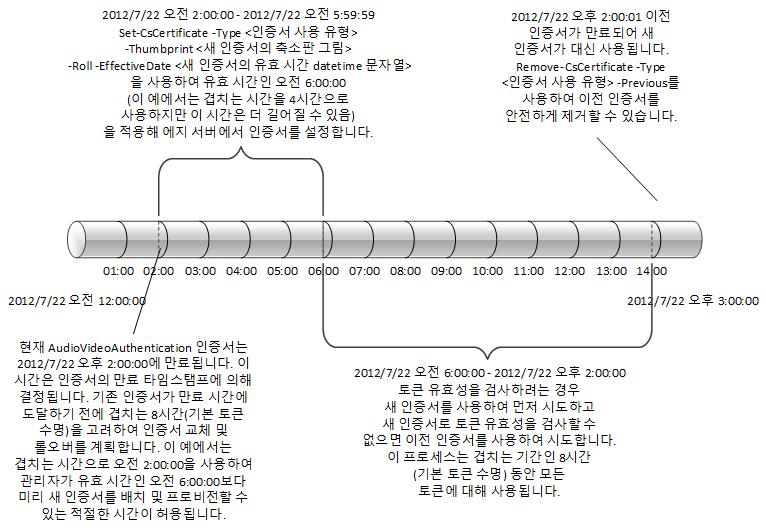 2012/7/22 오전 2:00:00 - 2012/7/22 오전 5:59:59
Set-CsCertificate -Type <인증서 사용 유형>
-Thumbprint <새 인증서의 축소판 그림>
-Roll -EffectiveDate <새 인증서의 유효 시간 datetime 문자열>
을 사용하여 유효 시간인 오전 6:00:00
(이 예에서는 겹치는 시간을 4시간으로
사용하지만 이 시간은 더 길어질 수 있음)
을 적용해 에지 서버에서 인증서를 설정합니다.
2012/7/22 오후 2:00:01 이전
인증서가 만료되어 새
인증서가 대신 사용됩니다.
Remove-CsCertificate -Type
<인증서 사용 유형> -Previous를
사용하여 이전 인증서를
안전하게 제거할 수 있습니다.
01:00 02:00 03:00 04:00 05:00 06:00 07:00 08:00 09:00 10:00 11:00 12:00 13:00 14:00
2012/7/22 오전 12:00:00
2012/7/22 오후 3:00:00
현재 AudioVideoAuthentication 인증서는
2012/7/22 오후 2:00:00에 만료됩니다. 이
시간은 인증서의 만료 타임스탬프에 의해
결정됩니다. 기존 인증서가 만료 시간에
도달하기 전에 겹치는 8시간(기본 토큰
수명)을 고려하여 인증서 교체 및
롤오버를 계획합니다. 이 예에서는
겹치는 시간으로 오전 2:00:00을 사용하여
관리자가 유효 시간인 오전 6:00:00보다
미리 새 인증서를 배치 및 프로비전할 수
있는 적절한 시간이 허용됩니다.
2012/7/22 오전 6:00:00 - 2012/7/22 오후 2:00:00
토큰 유효성을 검사하려는 경우
새 인증서를 사용하여 먼저 시도하고
새 인증서로 토큰 유효성을 검사할 수
없으면 이전 인증서를 사용하여 시도합니다.
이 프로세스는 겹치는 기간인 8시간
(기본 토큰 수명) 동안 모든
토큰에 대해 사용됩니다.